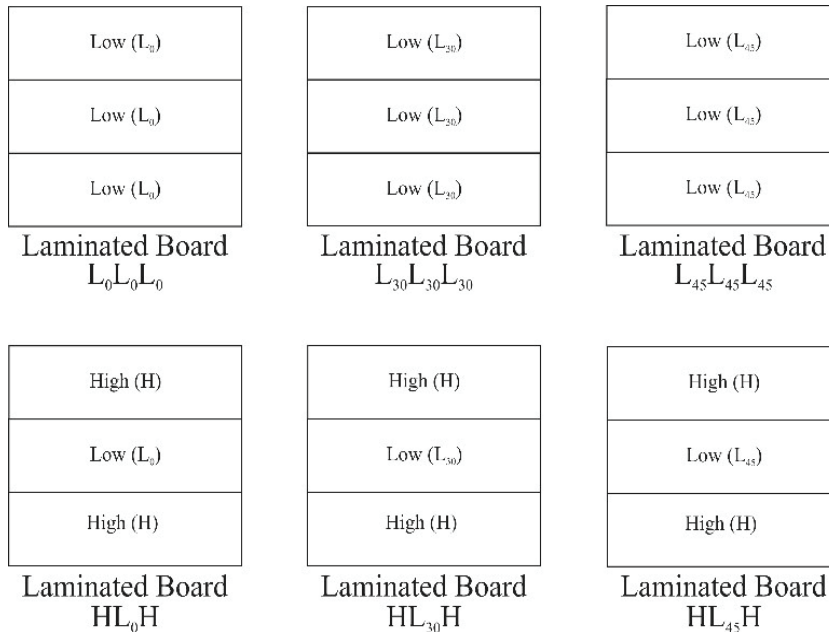 Low (L₀) Low (L₃₀) Low (L₄₅)
Low (L₀) Low (L₃₀) Low (L₄₅)
Low (L₀) Low (L₃₀) Low (L₄₅)
Laminated Board Laminated Board Laminated Board
L₀L₀L₀ L₃₀L₃₀L₃₀ L₄₅L₄₅L₄₅
High (H) High (H) High (H)
Low (L₀) Low (L₃₀) Low (L₄₅)
High (H) High (H) High (H)
Laminated Board Laminated Board Laminated Board
HL₀H HL₃₀H HL₄₅H